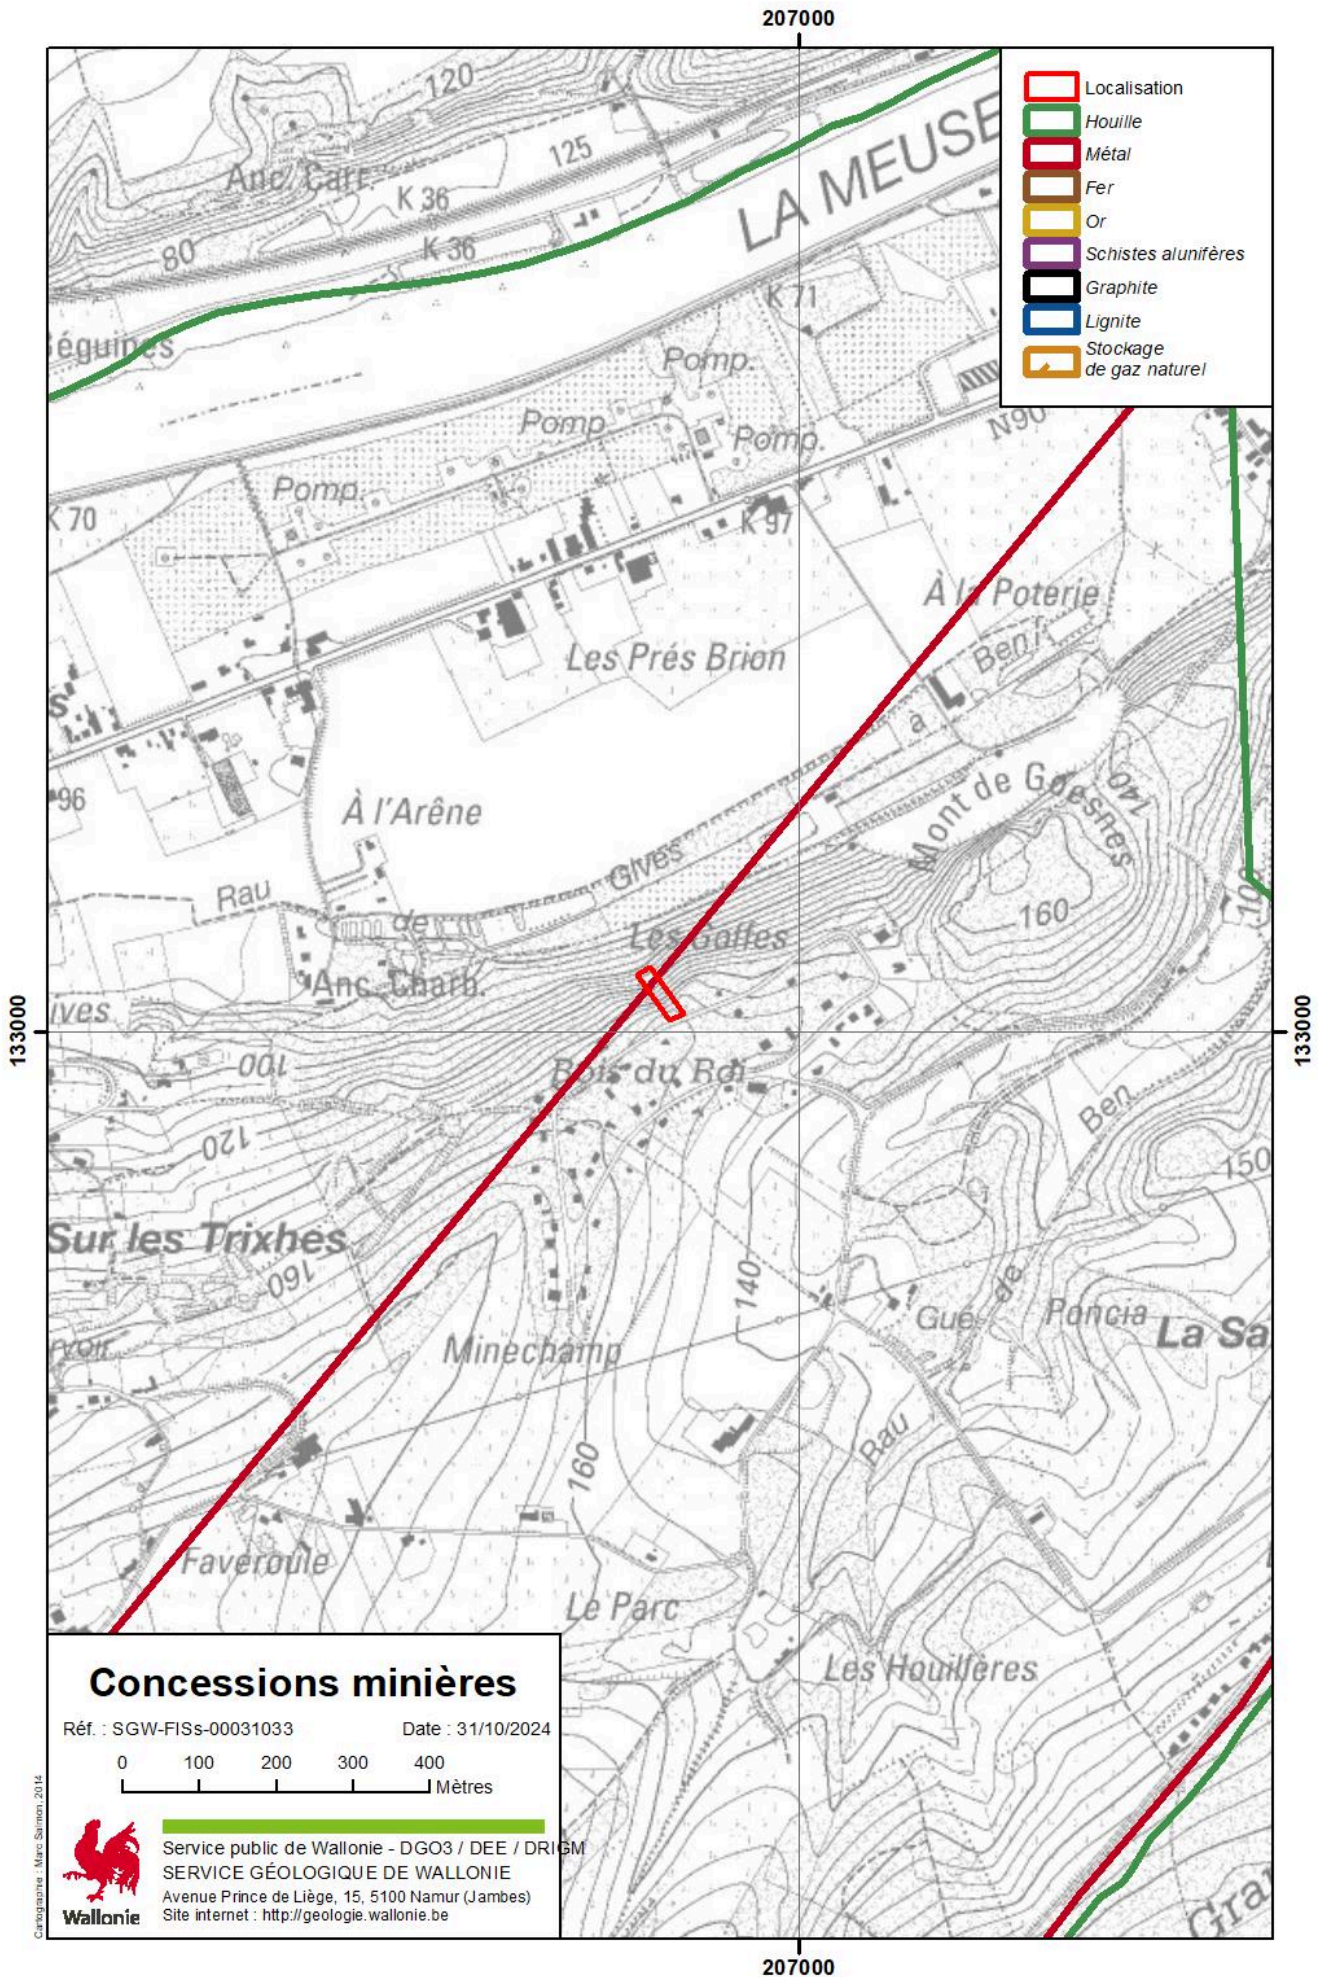 207000
120
Anc. Carr.
125
K 36
K 36
80
LA MEUSE
Localisation
Houille
Métal
Fer
Or
Schistes alunifères
Graphite
Lignite
Stockage
de gaz naturel
K 71
éguines
Pomp.
Pomp.
Pomp.
Pomp.
N90
K 70
K 97
À la Poterie
Ben
Les Prés Brion
s
à
96
À l'Arêne
Mont de Goesnes
140
Gives
Rau
de
160
100
Les Golfes
Anc. Charb.
ives
133000
133000
100
Bois du Roi
Ben
120
150
Sur les Trixhes
160
140
de
Gué
Poncia
La Sa
rvoir
Minechamp
Rau
160
Faveroule
Le Parc
Les Houillères
Concessions minières
Réf. : SGW-FISs-00031033 Date : 31/10/2024
0 100 200 300 400
Mètres
Cartographie : Marc Salmon, 2014
Service public de Wallonie - DGO3 / DEE / DRIGM
SERVICE GÉOLOGIQUE DE WALLONIE
Avenue Prince de Liège, 15, 5100 Namur (Jambes)
Site internet : http://geologie.wallonie.be
Wallonie
Gra
207000